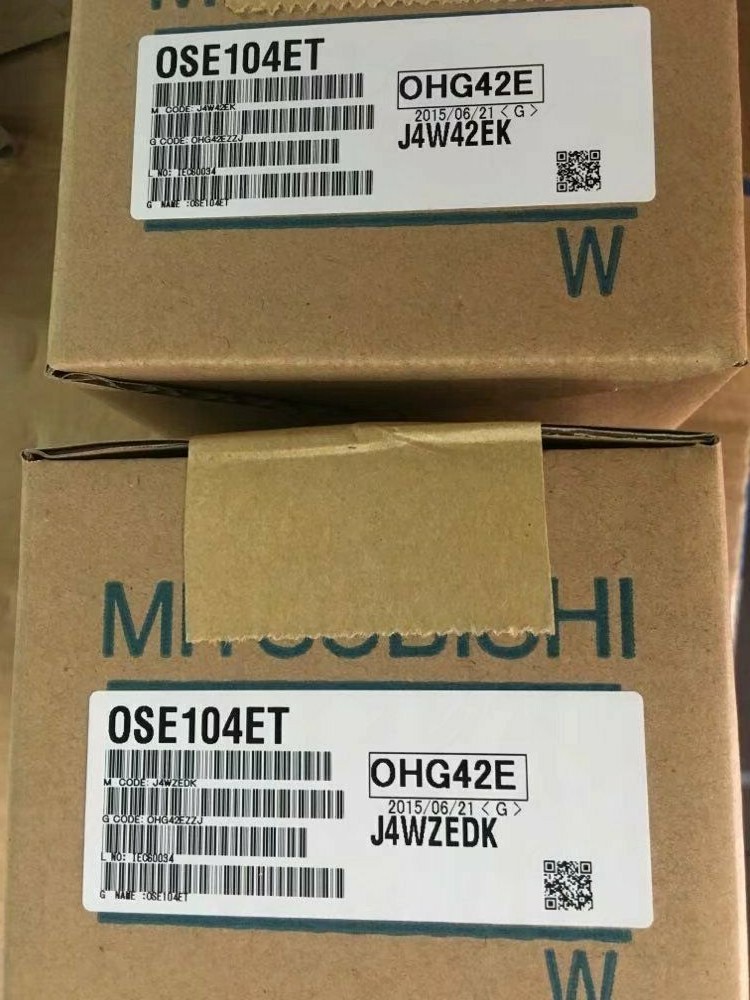 OSE104ET
M CODE: J4W42EK
G CODE: OHG42EZZJ
L NO: IEC60034
G NAME :OSE104ET
OHG42E
2015/06/21 < G >
J4W42EK
W
MITSUBISHI
OSE104ET
M CODE: J4WZEDK
G CODE: OHG42EZZJ
L NO: IEC60034
G NAME :OSE104ET
OHG42E
2015/06/21 < G >
J4WZEDK
W